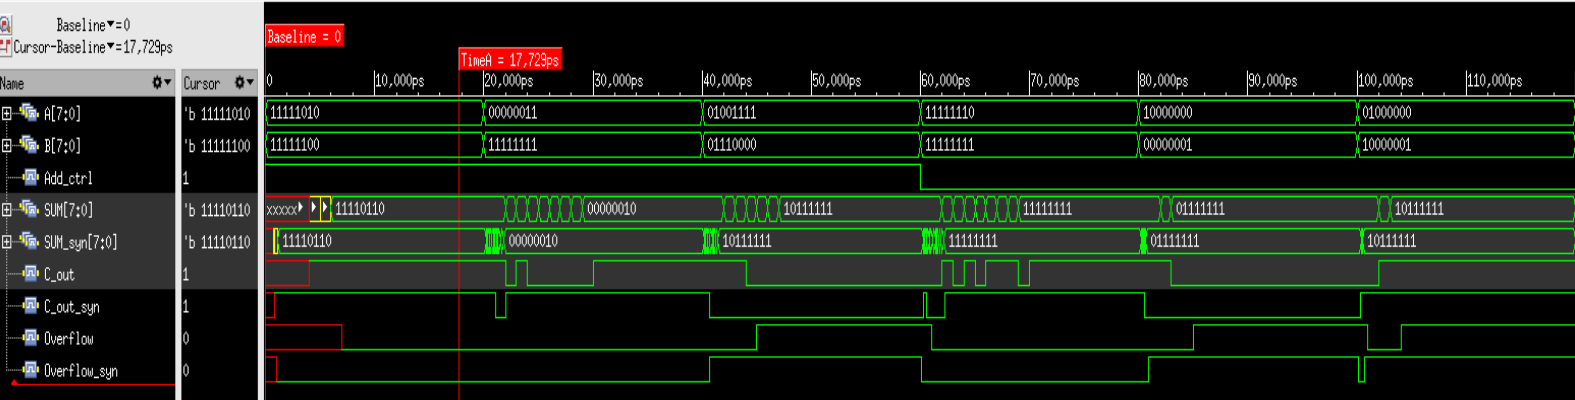 Baseline▼=0
Cursor-Baseline▼=17,729ps
Baseline = 0
TimeA = 17,729ps
Name Cursor 0 10,000ps 20,000ps 30,000ps 40,000ps 50,000ps 60,000ps 70,000ps 80,000ps 90,000ps 100,000ps 110,000ps
A[7:0] 'b 11111010 11111010 00000011 01001111 11111110 10000000 01000000
B[7:0] 'b 11111100 11111100 11111111 01110000 11111111 00000001 10000001
Add_ctrl 1
SUM[7:0] 'b 11110110 xxxxx 11110110 00000010 10111111 11111111 01111111 10111111
SUM_syn[7:0] 'b 11110110 11110110 00000010 10111111 11111111 01111111 10111111
C_out 1
C_out_syn 1
Overflow 0
Overflow_syn 0